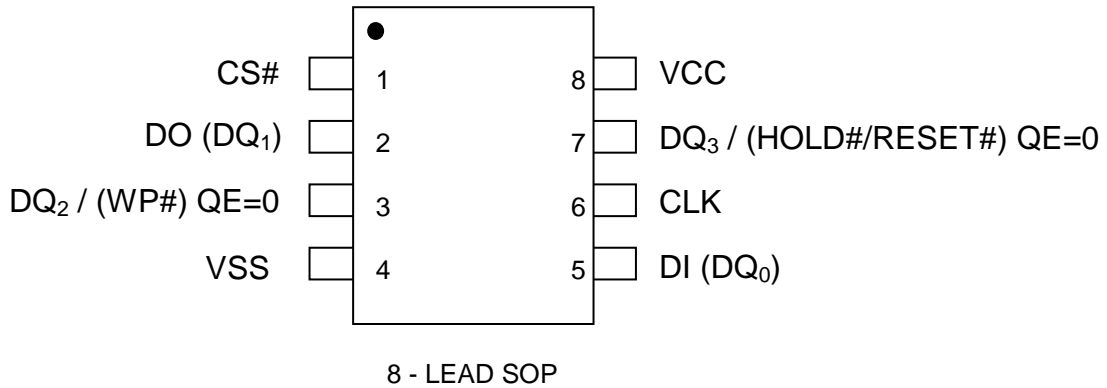 CS# 1 8 VCC
DO (DQ₁) 2 7 DQ₃ / (HOLD#/RESET#) QE=0
DQ₂ / (WP#) QE=0 3 6 CLK
VSS 4 5 DI (DQ₀)
8 - LEAD SOP